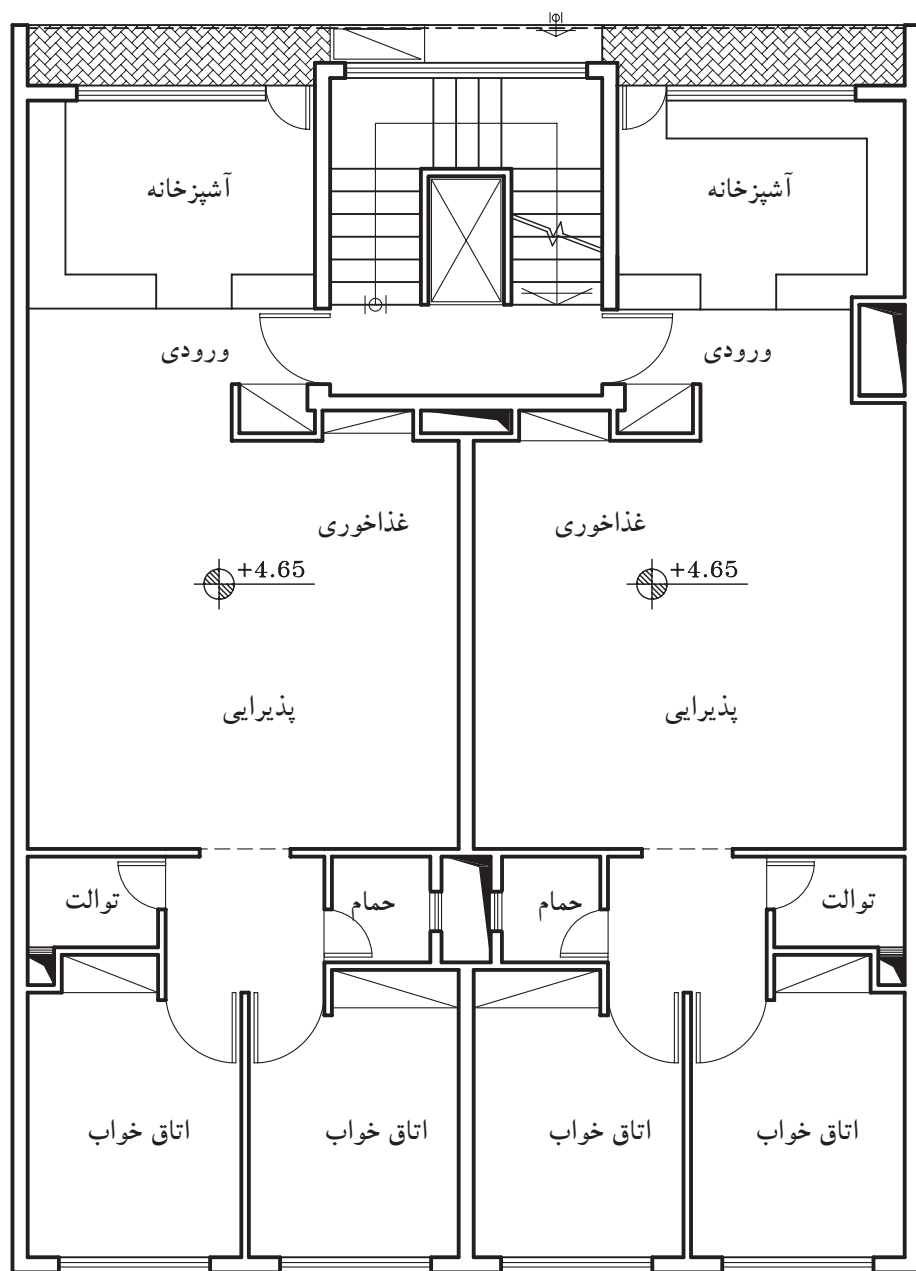 آشپزخانه
آشپزخانه
ورودی
ورودی
غذاخوری
غذاخوری
+4.65
+4.65
پذیرایی
پذیرایی
توالت
حمام
حمام
توالت
اتاق خواب
اتاق خواب
اتاق خواب
اتاق خواب